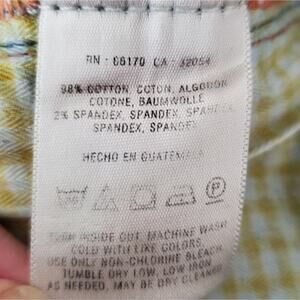 RN : 66170 CA : 32054
98% COTTON, COTON, ALGODON
COTONE, BAUMWOLLE
2% SPANDEX, SPANDEX, SPANDEX
SPANDEX, SPANDEX
HECHO EN GUATEMALA
P
TURN INSIDE OUT, MACHINE WASH
COLD WITH LIKE COLORS,
USE ONLY NON-CHLORINE BLEACH,
TUMBLE DRY LOW, LOW IRON
AS NEEDED, MAY BE DRY CLEANED